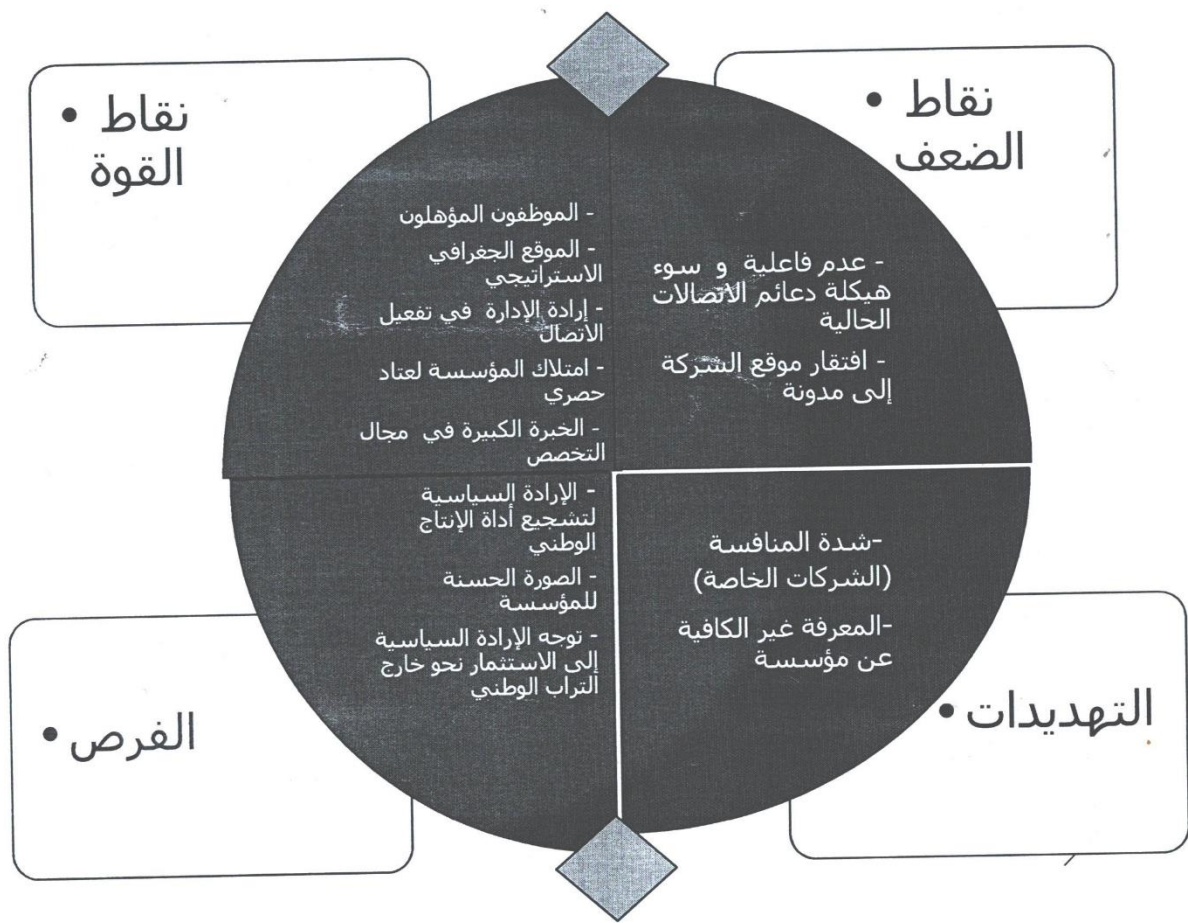 • نقاط
الضعف
• نقاط
القوة
- عدم فاعلية و سوء
هيكلة دعائم الاتصالات
الحالية
- افتقار موقع الشركة
إلى مدونة
- الموظفون المؤهلون
- الموقع الجغرافي
الاستراتيجي
- إرادة الإدارة في تفعيل
الاتصال
- امتلاك المؤسسة لعتاد
حصري
- الخبرة الكبيرة في مجال
التخصص
-شدة المنافسة
(الشركات الخاصة)
-المعرفة غير الكافية
عن مؤسسة
- الإرادة السياسية
لتشجيع أداة الإنتاج
الوطني
- الصورة الحسنة
للمؤسسة
- توجه الإرادة السياسية
إلى الاستثمار نحو خارج
التراب الوطني
التهديدات •
الفرص •